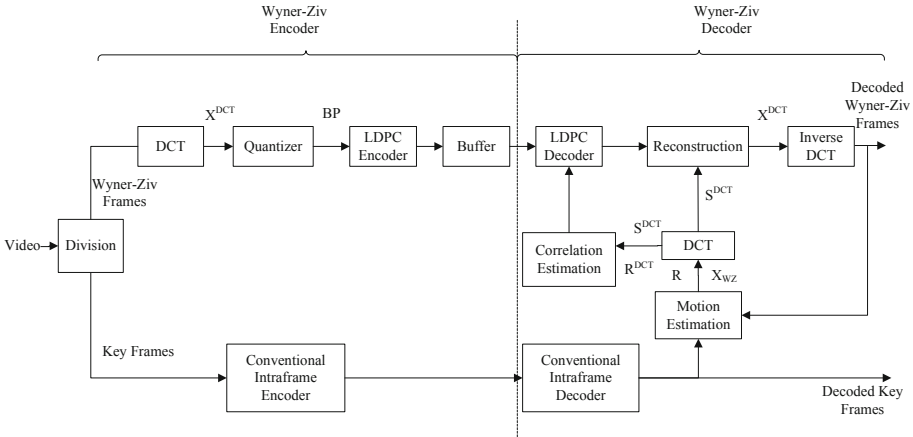 Wyner-Ziv
Encoder
Wyner-Ziv
Decoder
Decoded
Wyner-Ziv
Frames
X^DCT
BP
X^DCT
DCT
Quantizer
LDPC
Encoder
Buffer
LDPC
Decoder
Reconstruction
Inverse
DCT
Wyner-Ziv
Frames
S^DCT
Video
Division
Correlation
Estimation
S^DCT
R^DCT
DCT
R
X_WZ
Motion
Estimation
Key Frames
Conventional
Intraframe
Encoder
Conventional
Intraframe
Decoder
Decoded Key
Frames